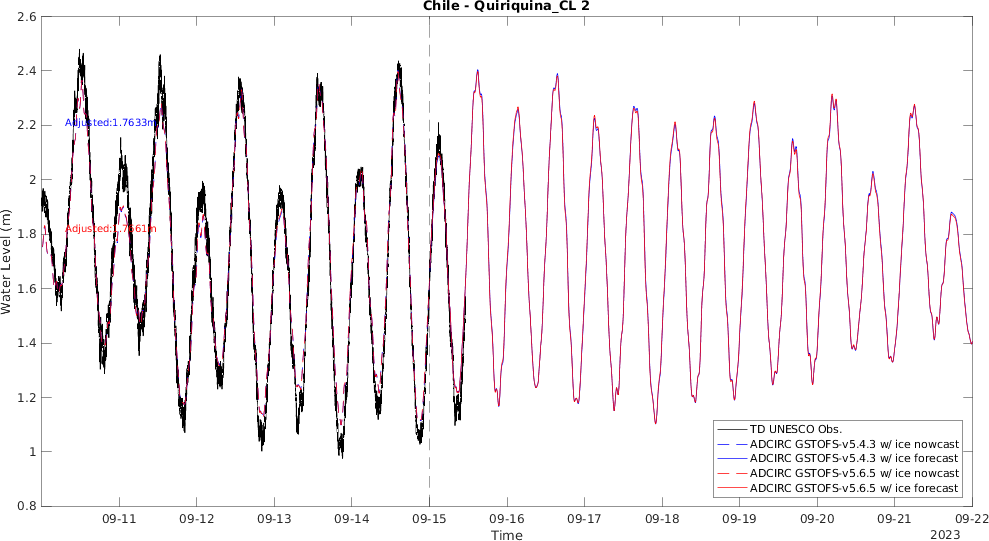 Chile - Quiriquina_CL 2
2.6
2.4
2.2
2
1.8
1.6
1.4
1.2
1
0.8
Water Level (m)
Adjusted:1.7633m
09-11
09-12
09-13
09-14
09-15
09-16
09-17
09-18
09-19
09-20
09-21
09-22
Time
2023
TD UNESCO Obs.
ADCIRC GSTOFS-v5.4.3 w/ ice nowcast
ADCIRC GSTOFS-v5.4.3 w/ ice forecast
ADCIRC GSTOFS-v5.6.5 w/ ice nowcast
ADCIRC GSTOFS-v5.6.5 w/ ice forecast